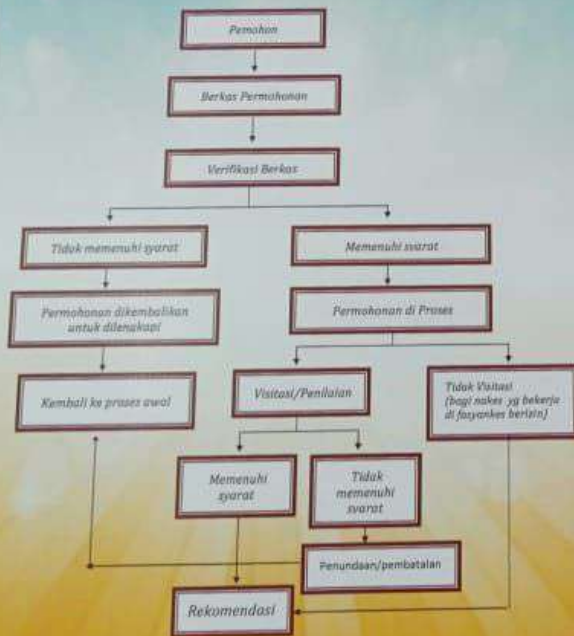 Pemohon
Berkas Permohonan
Verifikasi Berkas
Tidak memenuhi syarat
Memenuhi syarat
Permohonan dikembalikan
untuk dilengkapi
Permohonan di Proses
Kembali ke proses awal
Visitasi/Penilaian
Tidak Visitasi
(bagi nakes yg bekerja
di fasyankes berizin)
Memenuhi
syarat
Tidak
memenuhi
syarat
Penundaan/pembatalan
Rekomendasi